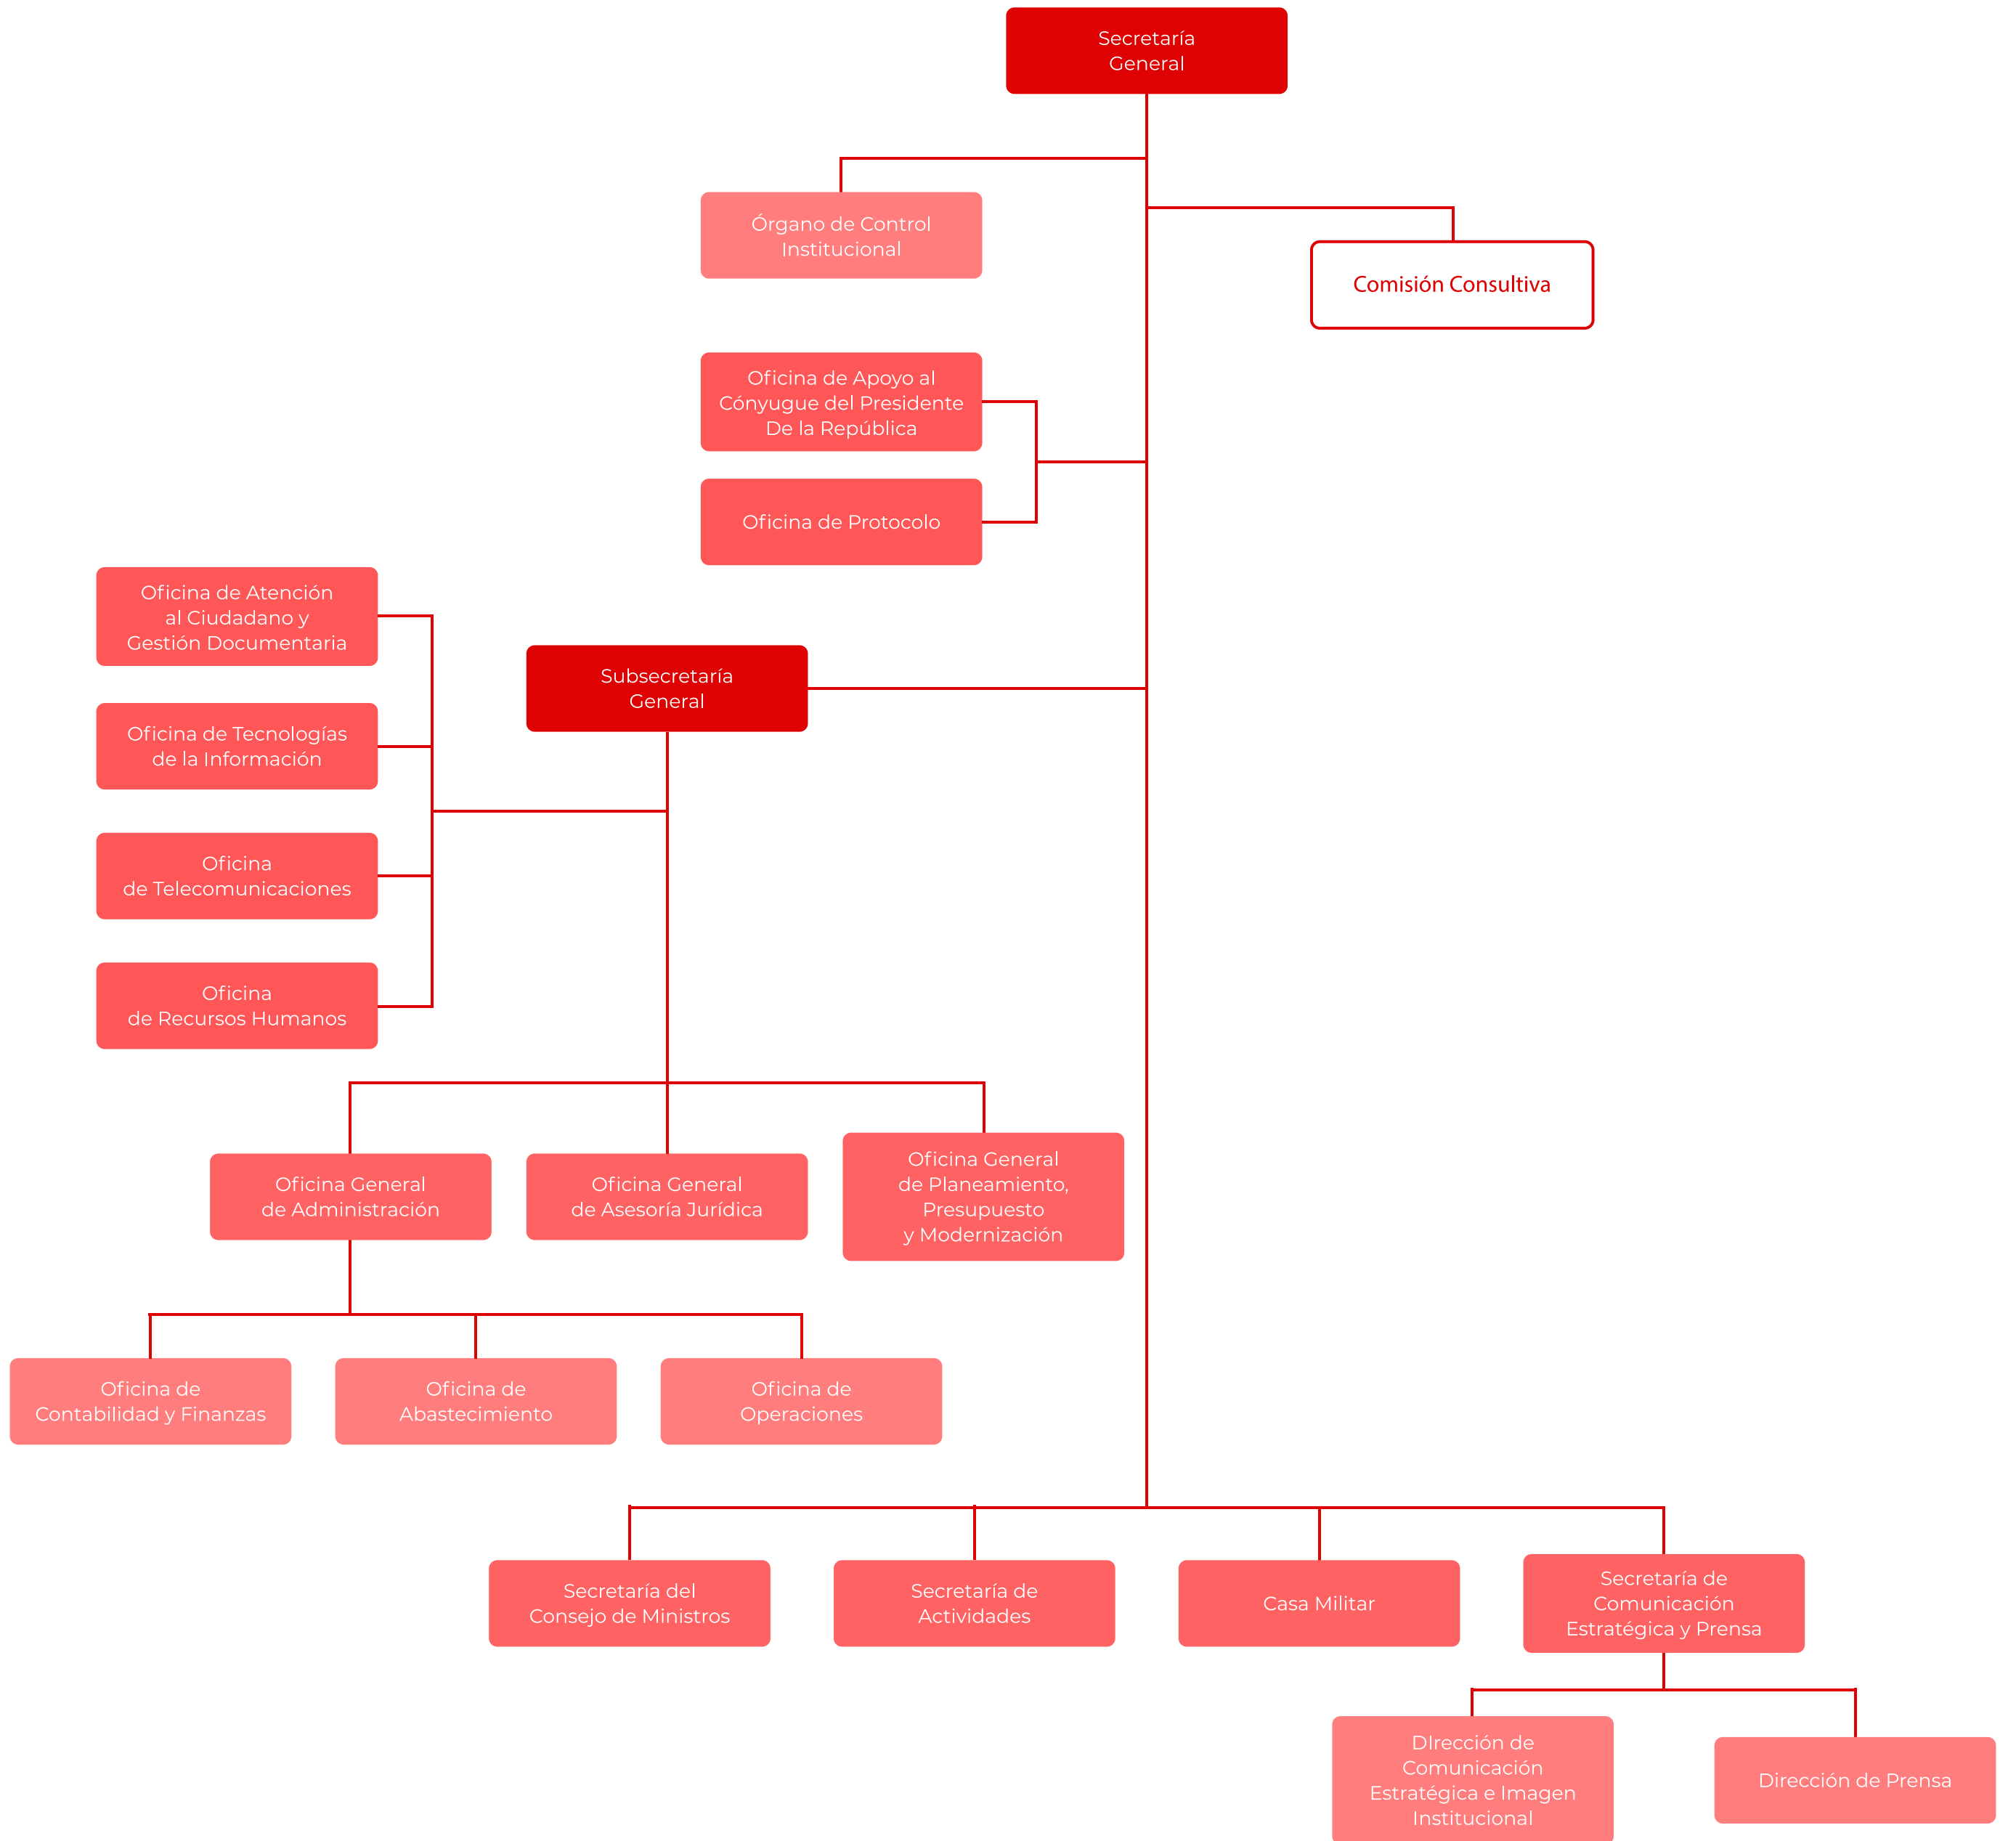 Secretaría
General
Órgano de Control
Institucional
Comisión Consultiva
Oficina de Apoyo al
Cónyugue del Presidente
De la República
Oficina de Protocolo
Oficina de Atención
al Ciudadano y
Gestión Documentaria
Subsecretaría
General
Oficina de Tecnologías
de la Información
Oficina
de Telecomunicaciones
Oficina
de Recursos Humanos
Oficina General
de Administración
Oficina General
de Asesoría Jurídica
Oficina General
de Planeamiento,
Presupuesto
y Modernización
Oficina de
Contabilidad y Finanzas
Oficina de
Abastecimiento
Oficina de
Operaciones
Secretaría del
Consejo de Ministros
Secretaría de
Actividades
Casa Militar
Secretaría de
Comunicación
Estratégica y Prensa
DIrección de
Comunicación
Estratégica e Imagen
Institucional
Dirección de Prensa